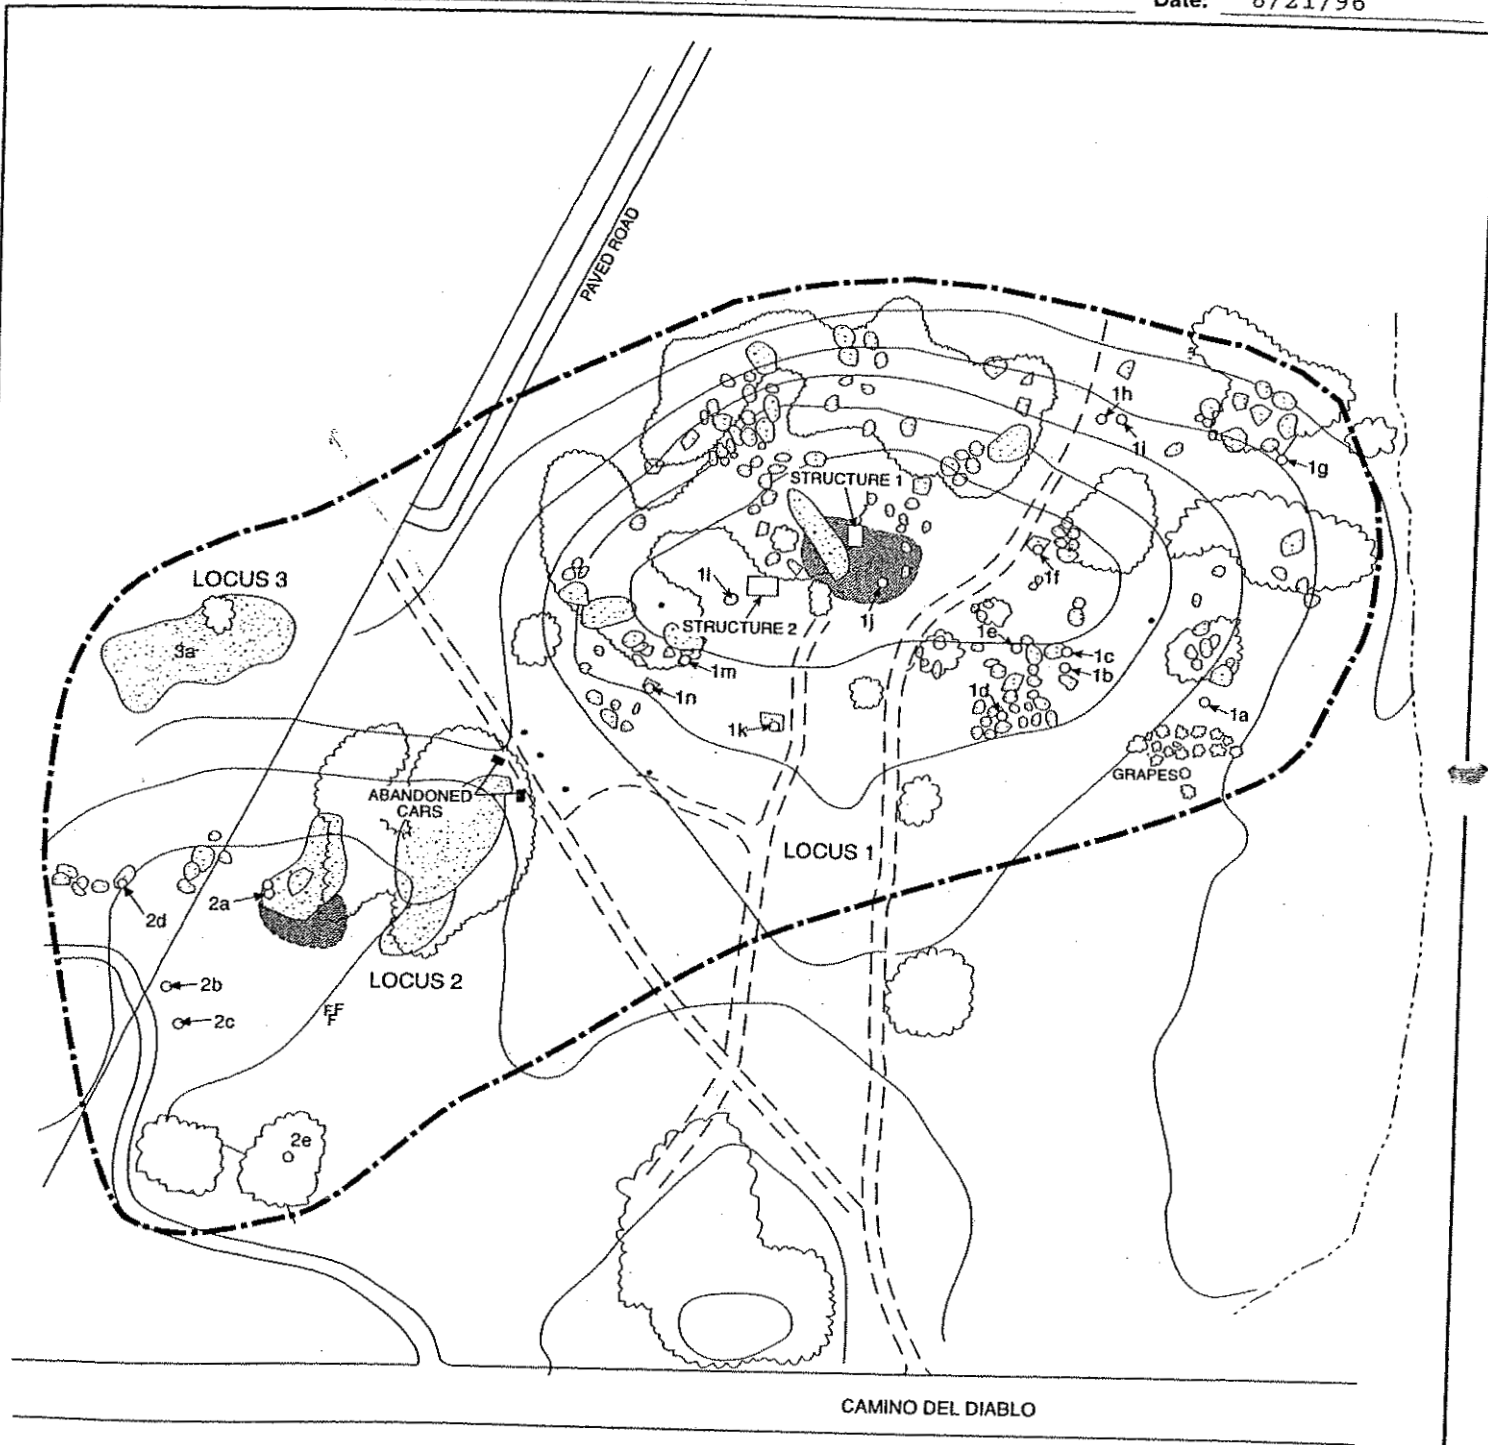 Date: 8/21/96
PAVED ROAD
1h
1i
1g
STRUCTURE 1
LOCUS 3
1l
1f
1j
STRUCTURE 2
3a
1e
1c
1m
1b
1n
1d
1a
1k
GRAPES
ABANDONED
CARS
LOCUS 1
2a
2d
LOCUS 2
2b
FF
F
2c
2e
CAMINO DEL DIABLO